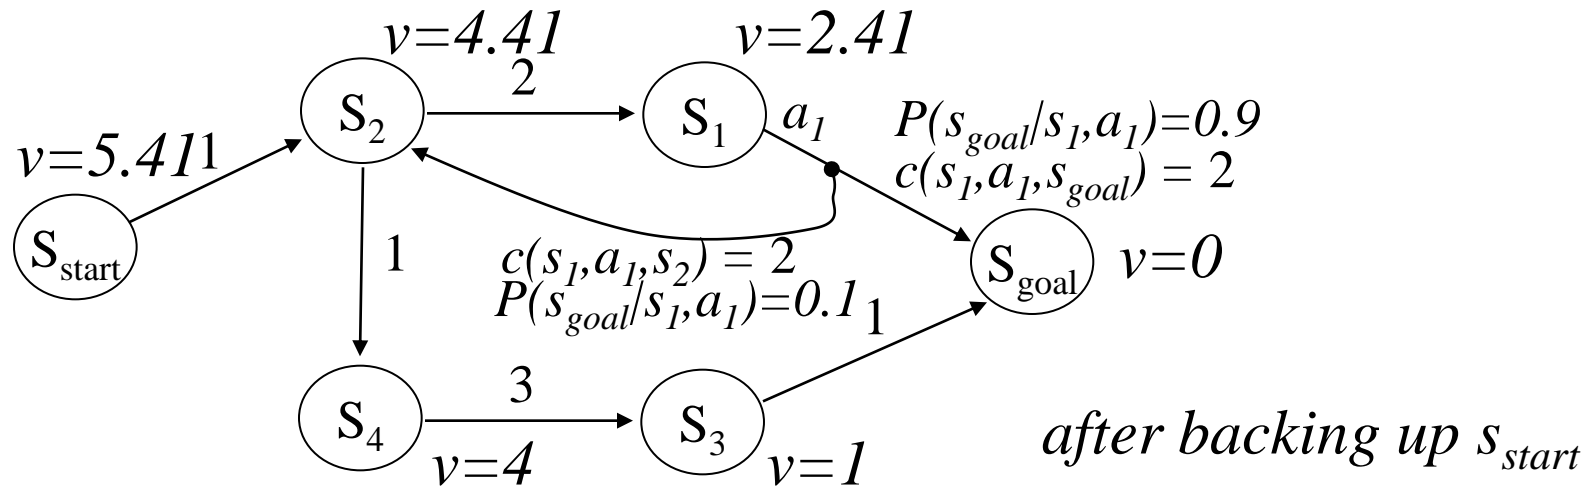 v=4.41
v=2.41
2
S2
S1
a1
P(sgoal/s1,a1)=0.9
c(s1,a1,sgoal) = 2
v=5.41
1
Sstart
1
c(s1,a1,s2) = 2
P(sgoal/s1,a1)=0.1
Sgoal
v=0
1
3
S4
S3
v=4
v=1
after backing up sstart